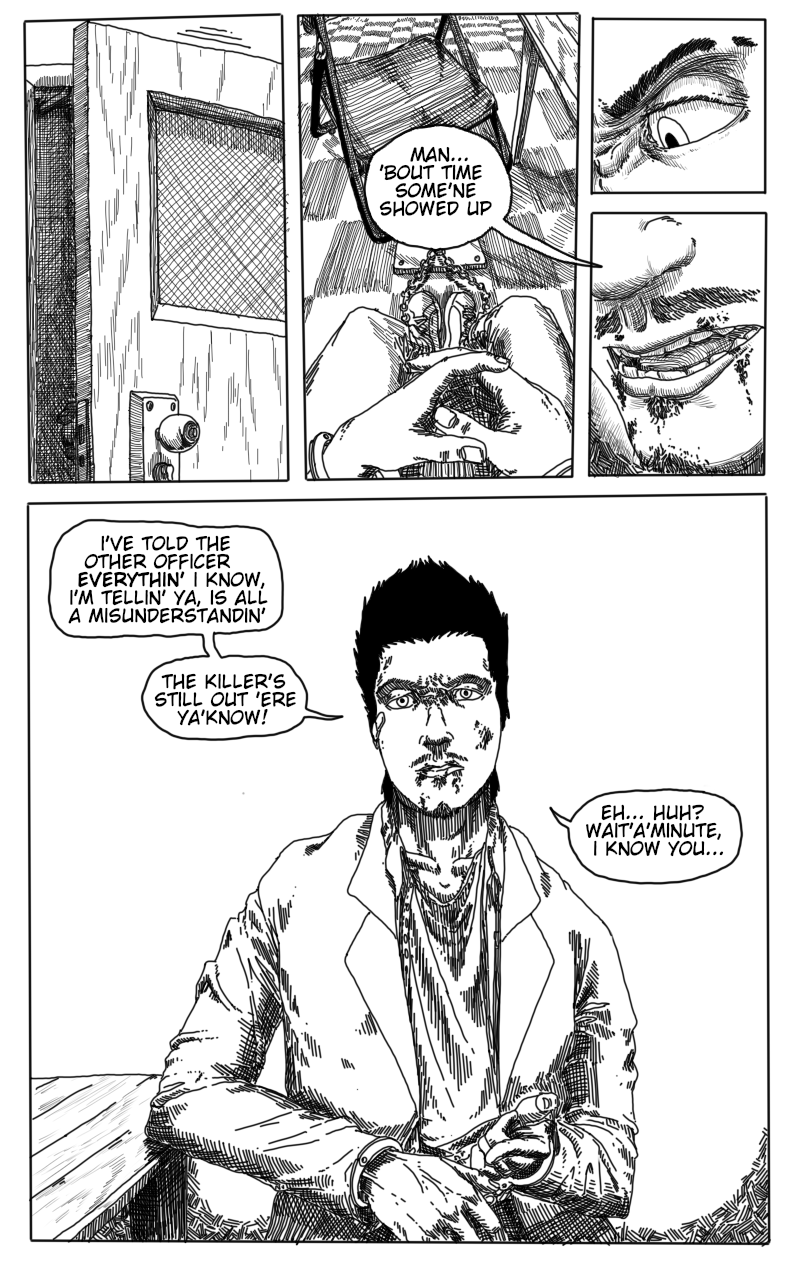 MAN...
'BOUT TIME
SOME'NE
SHOWED UP
I'VE TOLD THE
OTHER OFFICER
EVERYTHIN' I KNOW,
I'M TELLIN' YA, IS ALL
A MISUNDERSTANDIN'
THE KILLER'S
STILL OUT 'ERE
YA'KNOW!
EH... HUH?
WAIT'A'MINUTE,
I KNOW YOU...